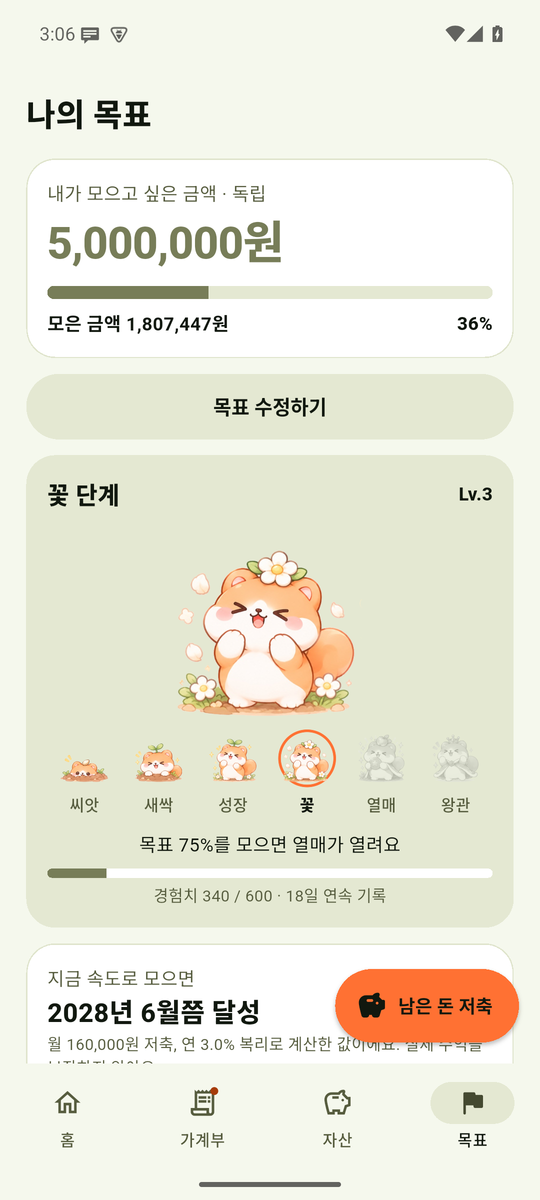 3:06
나의 목표
내가 모으고 싶은 금액 · 독립
5,000,000원
모은 금액 1,807,447원
36%
목표 수정하기
꽃 단계
Lv.3
씨앗
새싹
성장
꽃
열매
왕관
목표 75%를 모으면 열매가 열려요
경험치 340 / 600 · 18일 연속 기록
지금 속도로 모으면
2028년 6월쯤 달성
남은 돈 저축
월 160,000원 저축, 연 3.0% 복리로 계산한 값이에요.
홈
가계부
자산
목표